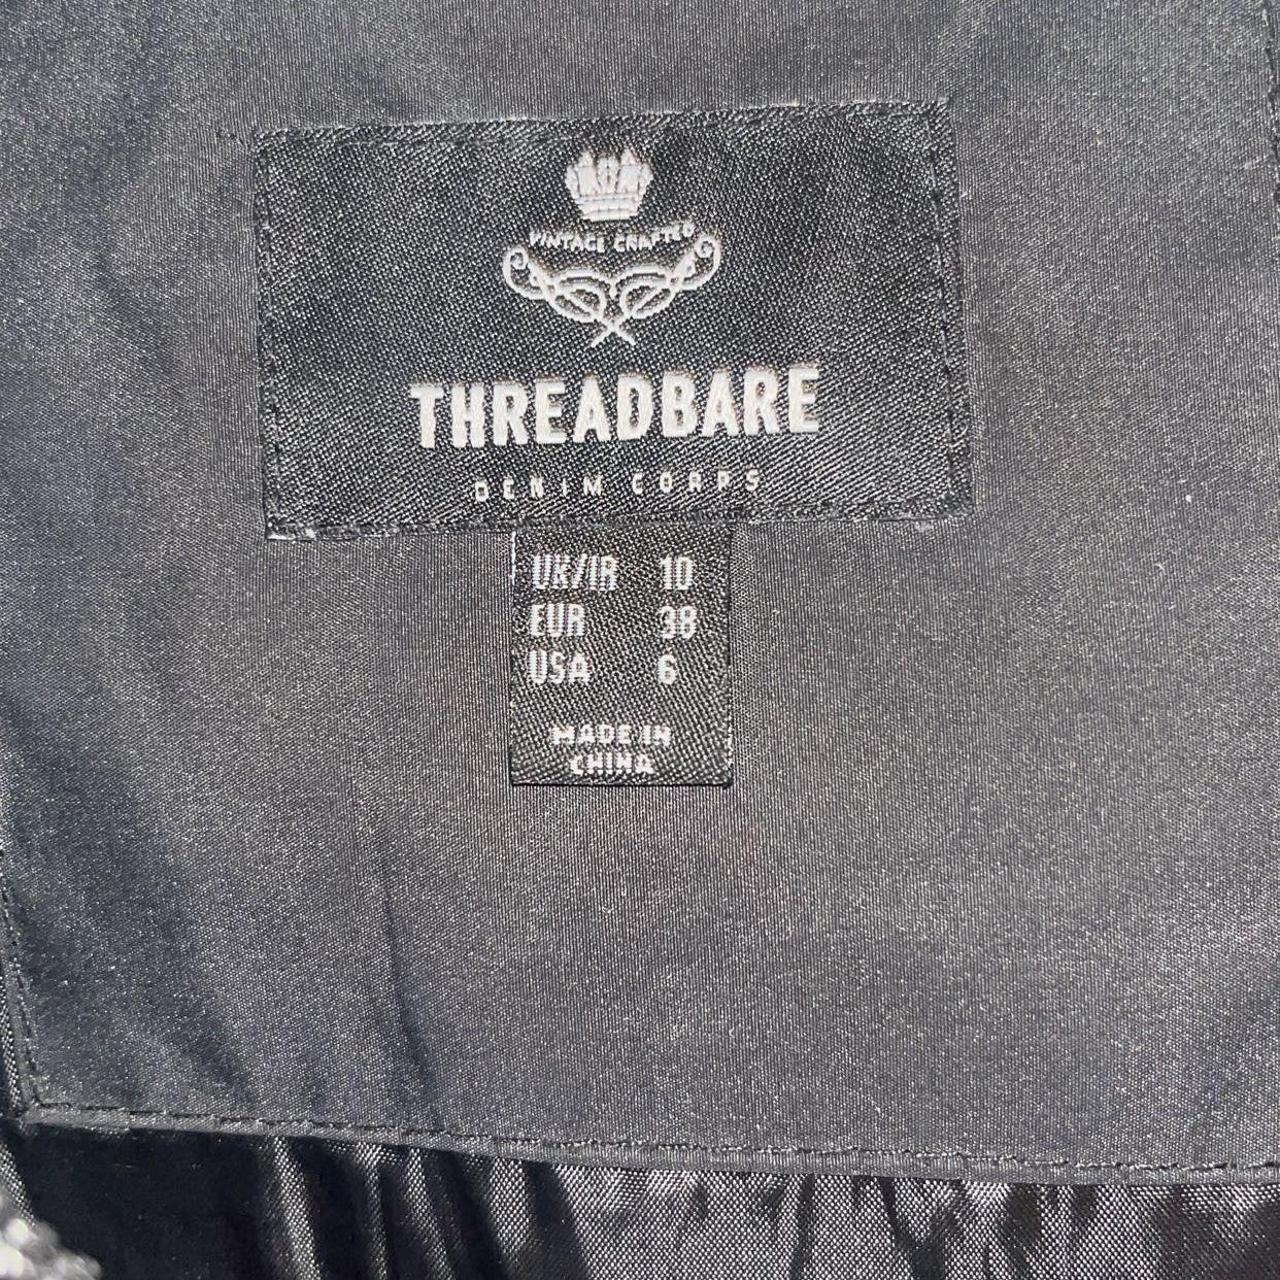 VINTAGE CRAFTED
THREADBARE
DENIM CORPS
UK/IR 10
EUR 38
USA 6
MADE IN
CHINA